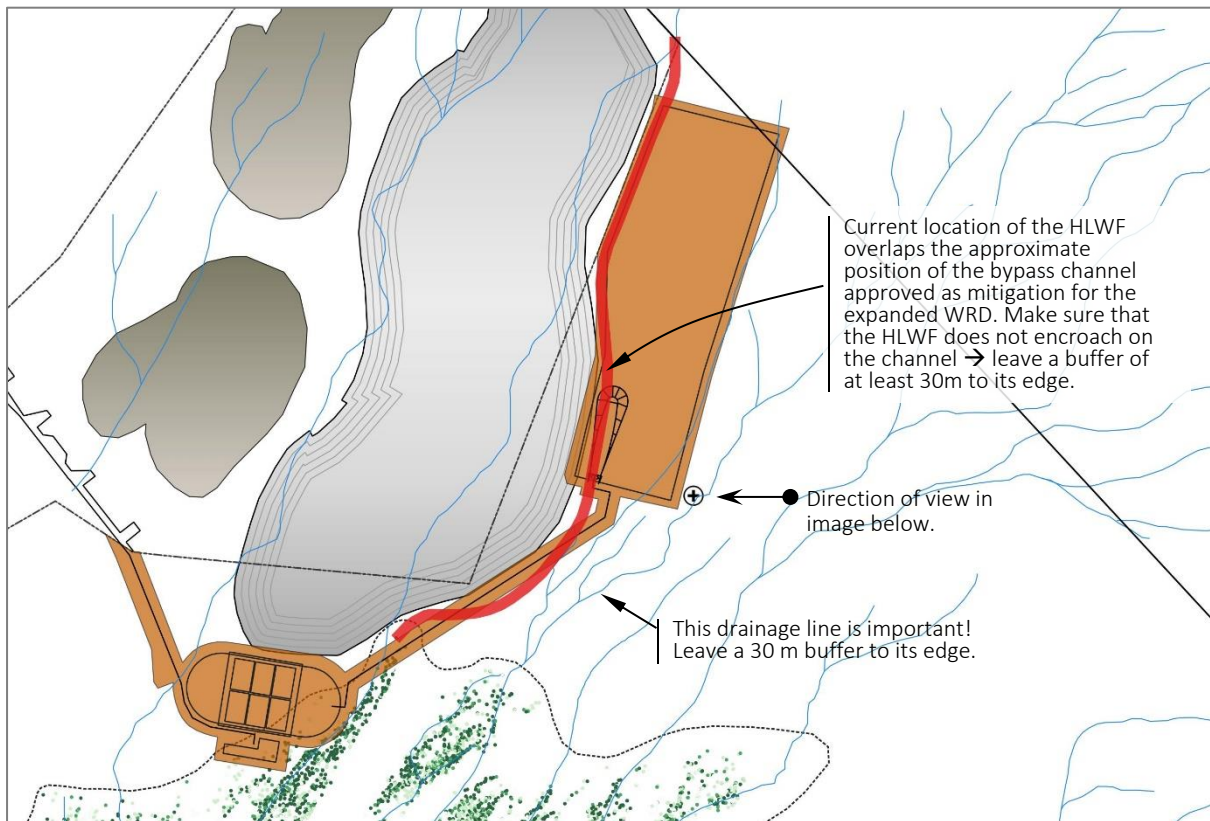 Current location of the HLWF
overlaps the approximate
position of the bypass channel
approved as mitigation for the
expanded WRD. Make sure that
the HLWF does not encroach on
the channel → leave a buffer of
at least 30m to its edge.
Direction of view in
image below.
This drainage line is important!
Leave a 30 m buffer to its edge.